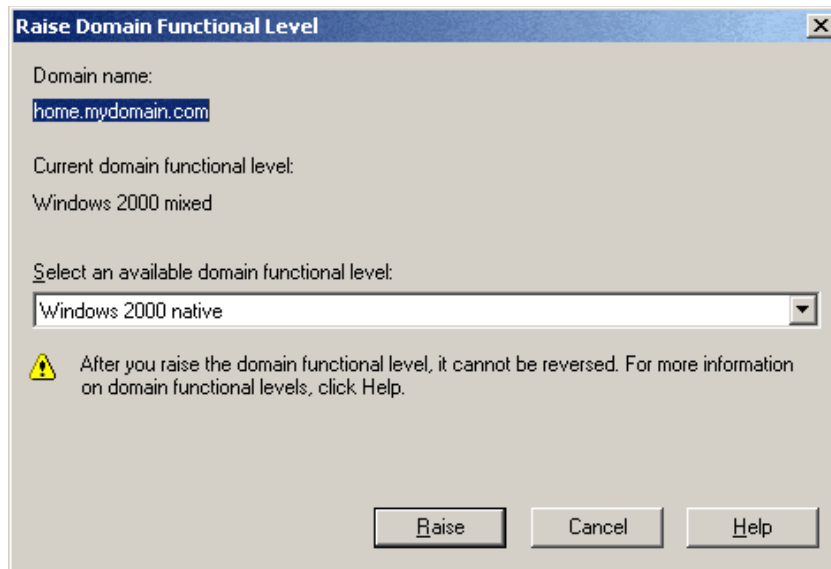 Raise Domain Functional Level
Domain name:
home.mydomain.com
Current domain functional level:
Windows 2000 mixed
Select an available domain functional level:
Windows 2000 native
After you raise the domain functional level, it cannot be reversed. For more information
on domain functional levels, click Help.
Raise Cancel Help